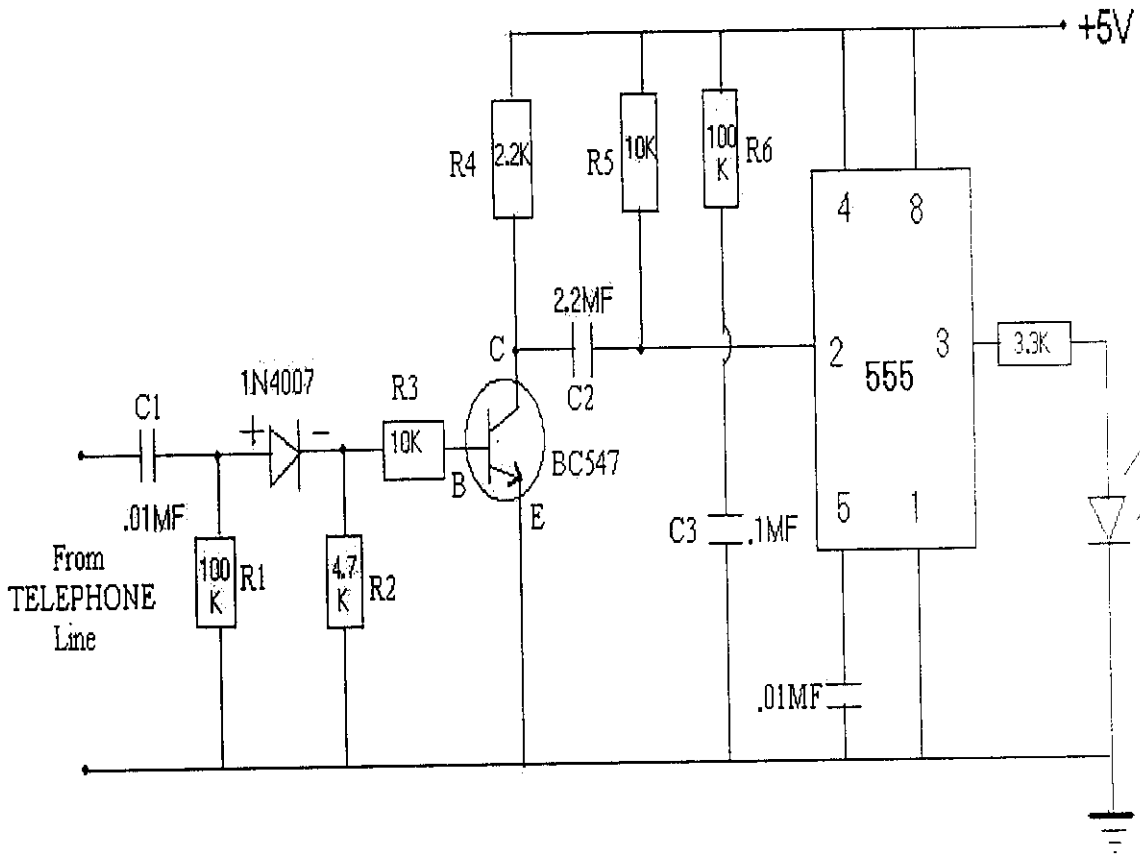 +5V
R4
2.2K
R5
10K
100
K
R6
4
8
2.2MF
C
C2
2
3
555
3.3K
1N4007
R3
10K
C1
+
-
B
BC547
E
.01MF
5
1
C3
.1MF
From
TELEPHONE
Line
100
K
R1
4.7
K
R2
.01MF